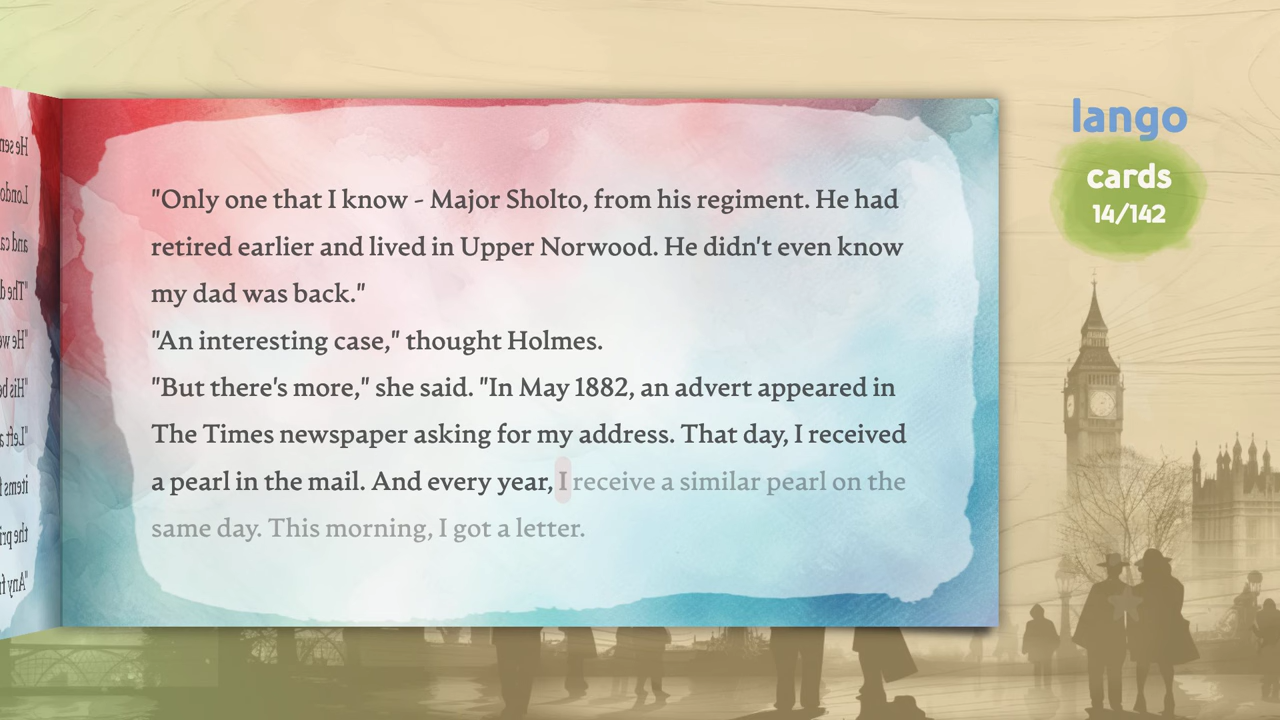 "Only one that I know - Major Sholto, from his regiment. He had
retired earlier and lived in Upper Norwood. He didn't even know
my dad was back."
"An interesting case," thought Holmes.
"But there's more," she said. "In May 1882, an advert appeared in
The Times newspaper asking for my address. That day, I received
a pearl in the mail. And every year, I receive a similar pearl on the
same day. This morning, I got a letter.
lango
cards
14/142